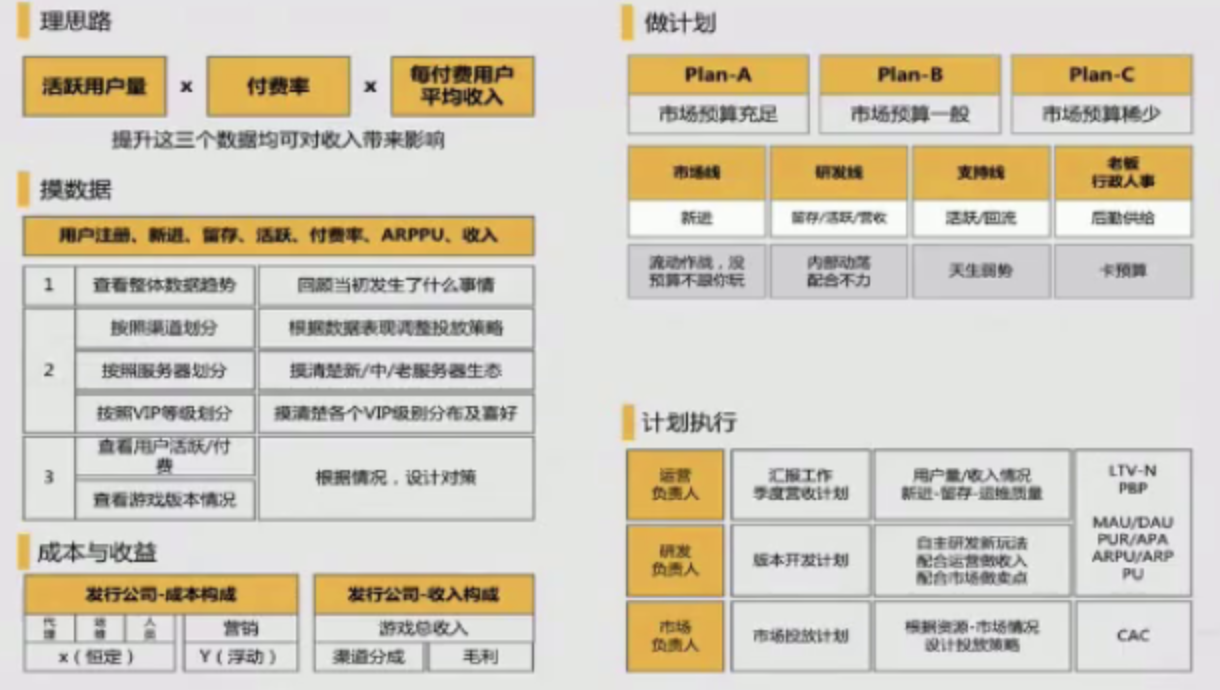 理思路
活跃用户量 x 付费率 x 每付费用户
平均收入
提升这三个数据均可对收入带来影响
摸数据
用户注册、新进、留存、活跃、付费率、ARPPU、收入
1 查看整体数据趋势 回顾当初发生了什么事情
2 按照渠道划分 根据数据表现调整投放策略
按照服务器划分 摸清楚新/中/老服务器生态
按照VIP等级划分 摸清楚各个VIP级别分布及喜好
3 查看用户活跃/付
费
根据情况，设计对策
查看游戏版本情况
成本与收益
发行公司-成本构成
代理 运维 人员 营销
x（恒定） Y（浮动）
发行公司-收入构成
游戏总收入
渠道分成 毛利
做计划
Plan-A Plan-B Plan-C
市场预算充足 市场预算一般 市场预算稀少
市场线 研发线 支持线 老板
行政人事
新进 留存/活跃/营收 活跃/回流 后勤供给
流动作战，没
预算不跟你玩
内部动荡
配合不力
天生弱势
卡预算
计划执行
运营
负责人
汇报工作
季度营收计划
用户量/收入情况
新进-留存-运维质量
LTV-N
PBP
MAU/DAU
PUR/APA
ARPU/ARP
PU
研发
负责人
版本开发计划
自主研发新玩法
配合运营做收入
配合市场做卖点
市场
负责人
市场投放计划
根据资源-市场情况
设计投放策略
CAC